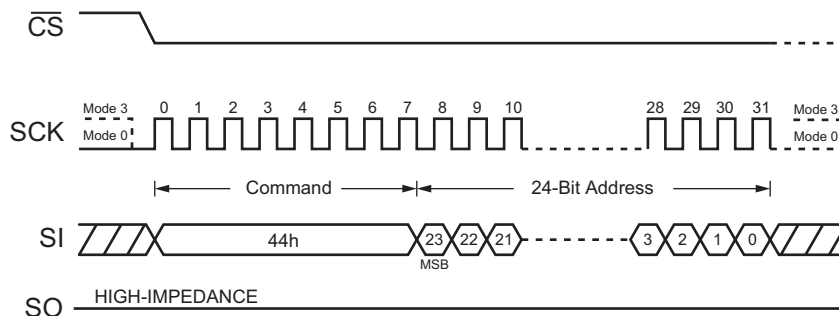 CS
Mode 3
Mode 0
SCK
0 1 2 3 4 5 6 7 8 9 10 28 29 30 31
Mode 3
Mode 0
Command
24-Bit Address
SI
44h
23 22 21 3 2 1 0
MSB
SO
HIGH-IMPEDANCE